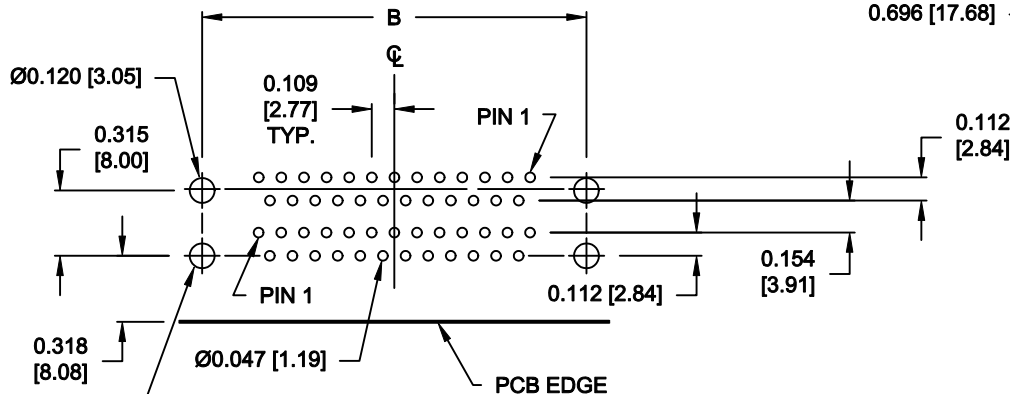 B
0.696 [17.68]
℄
Ø0.120 [3.05]
0.109
[2.77]
TYP.
PIN 1
0.315
[8.00]
0.112
[2.84]
0.154
[3.91]
PIN 1
0.112 [2.84]
0.318
[8.08]
Ø0.047 [1.19]
PCB EDGE